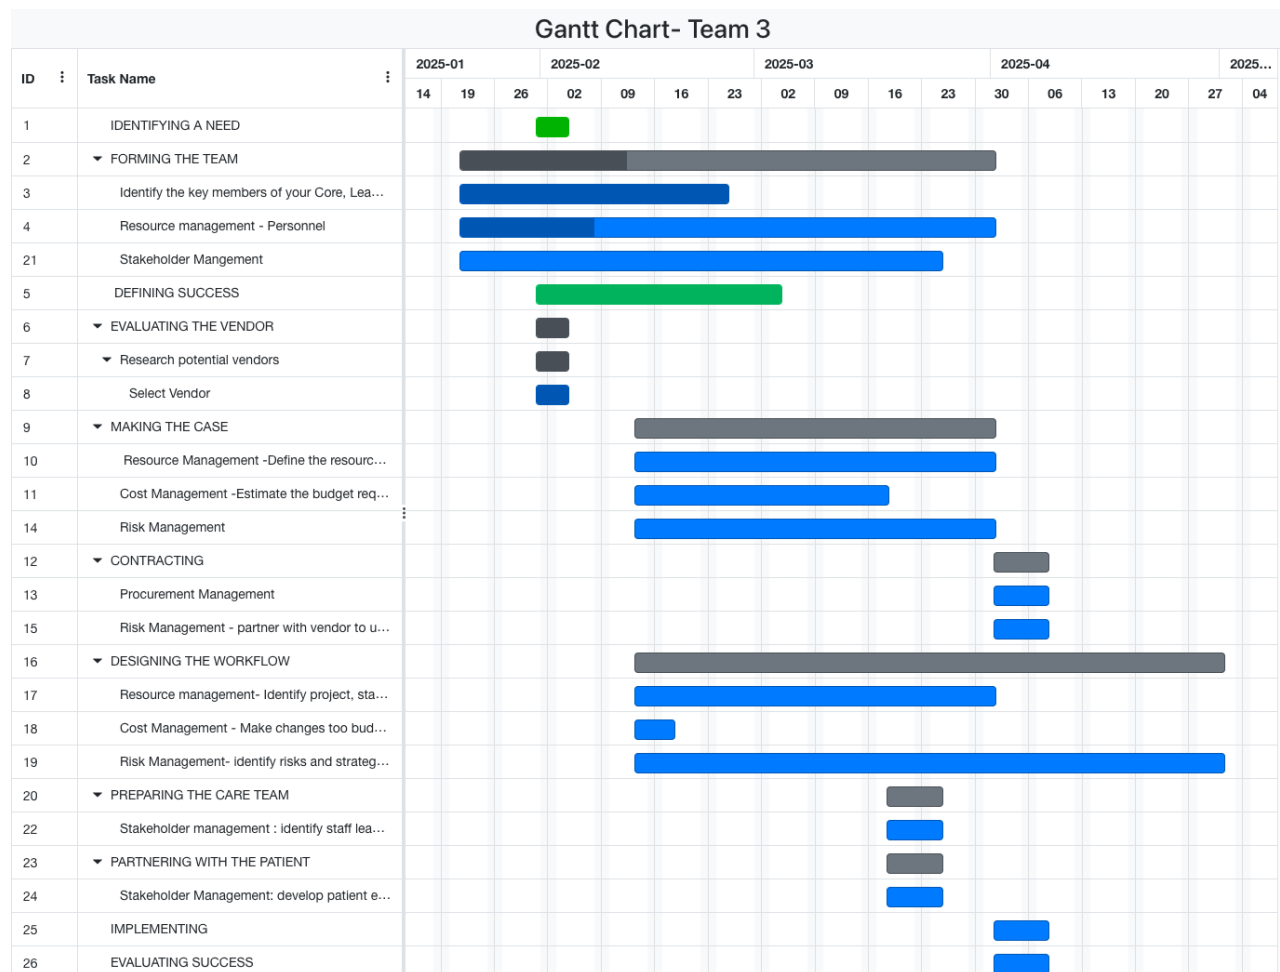 Gantt Chart- Team 3
ID Task Name 2025-01 2025-02 2025-03 2025-04 2025...
14 19 26 02 09 16 23 02 09 16 23 30 06 13 20 27 04
1 IDENTIFYING A NEED
2 FORMING THE TEAM
3 Identify the key members of your Core, Lea...
4 Resource management - Personnel
21 Stakeholder Mangement
5 DEFINING SUCCESS
6 EVALUATING THE VENDOR
7 Research potential vendors
8 Select Vendor
9 MAKING THE CASE
10 Resource Management -Define the resourc...
11 Cost Management -Estimate the budget req...
14 Risk Management
12 CONTRACTING
13 Procurement Management
15 Risk Management - partner with vendor to u...
16 DESIGNING THE WORKFLOW
17 Resource management- Identify project, sta...
18 Cost Management - Make changes too bud...
19 Risk Management- identify risks and strateg...
20 PREPARING THE CARE TEAM
22 Stakeholder management : identify staff lea...
23 PARTNERING WITH THE PATIENT
24 Stakeholder Management: develop patient e...
25 IMPLEMENTING
26 EVALUATING SUCCESS